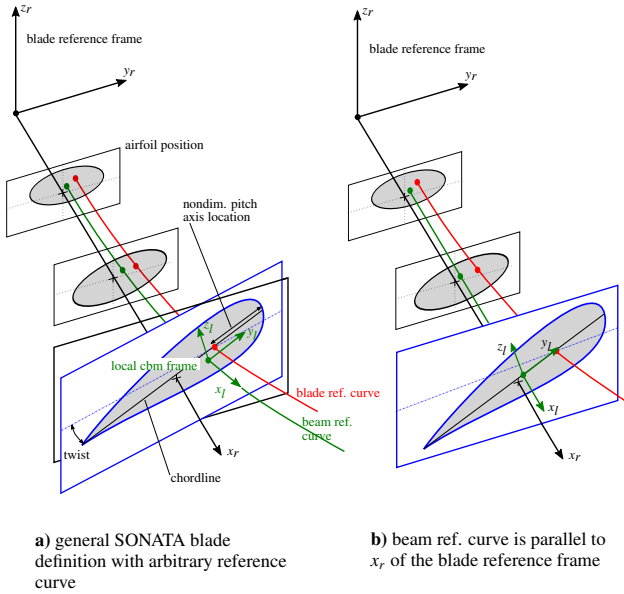 z_r
blade reference frame
y_r
airfoil position
nondim. pitch
axis location
z_l
y_l
local cbm frame
x_l
blade ref. curve
beam ref.
curve
twist
x_r
chordline
a) general SONATA blade
definition with arbitrary reference
curve
z_r
y_r
blade reference frame
z_l
y_l
x_l
x_r
b) beam ref. curve is parallel to
x_r of the blade reference frame